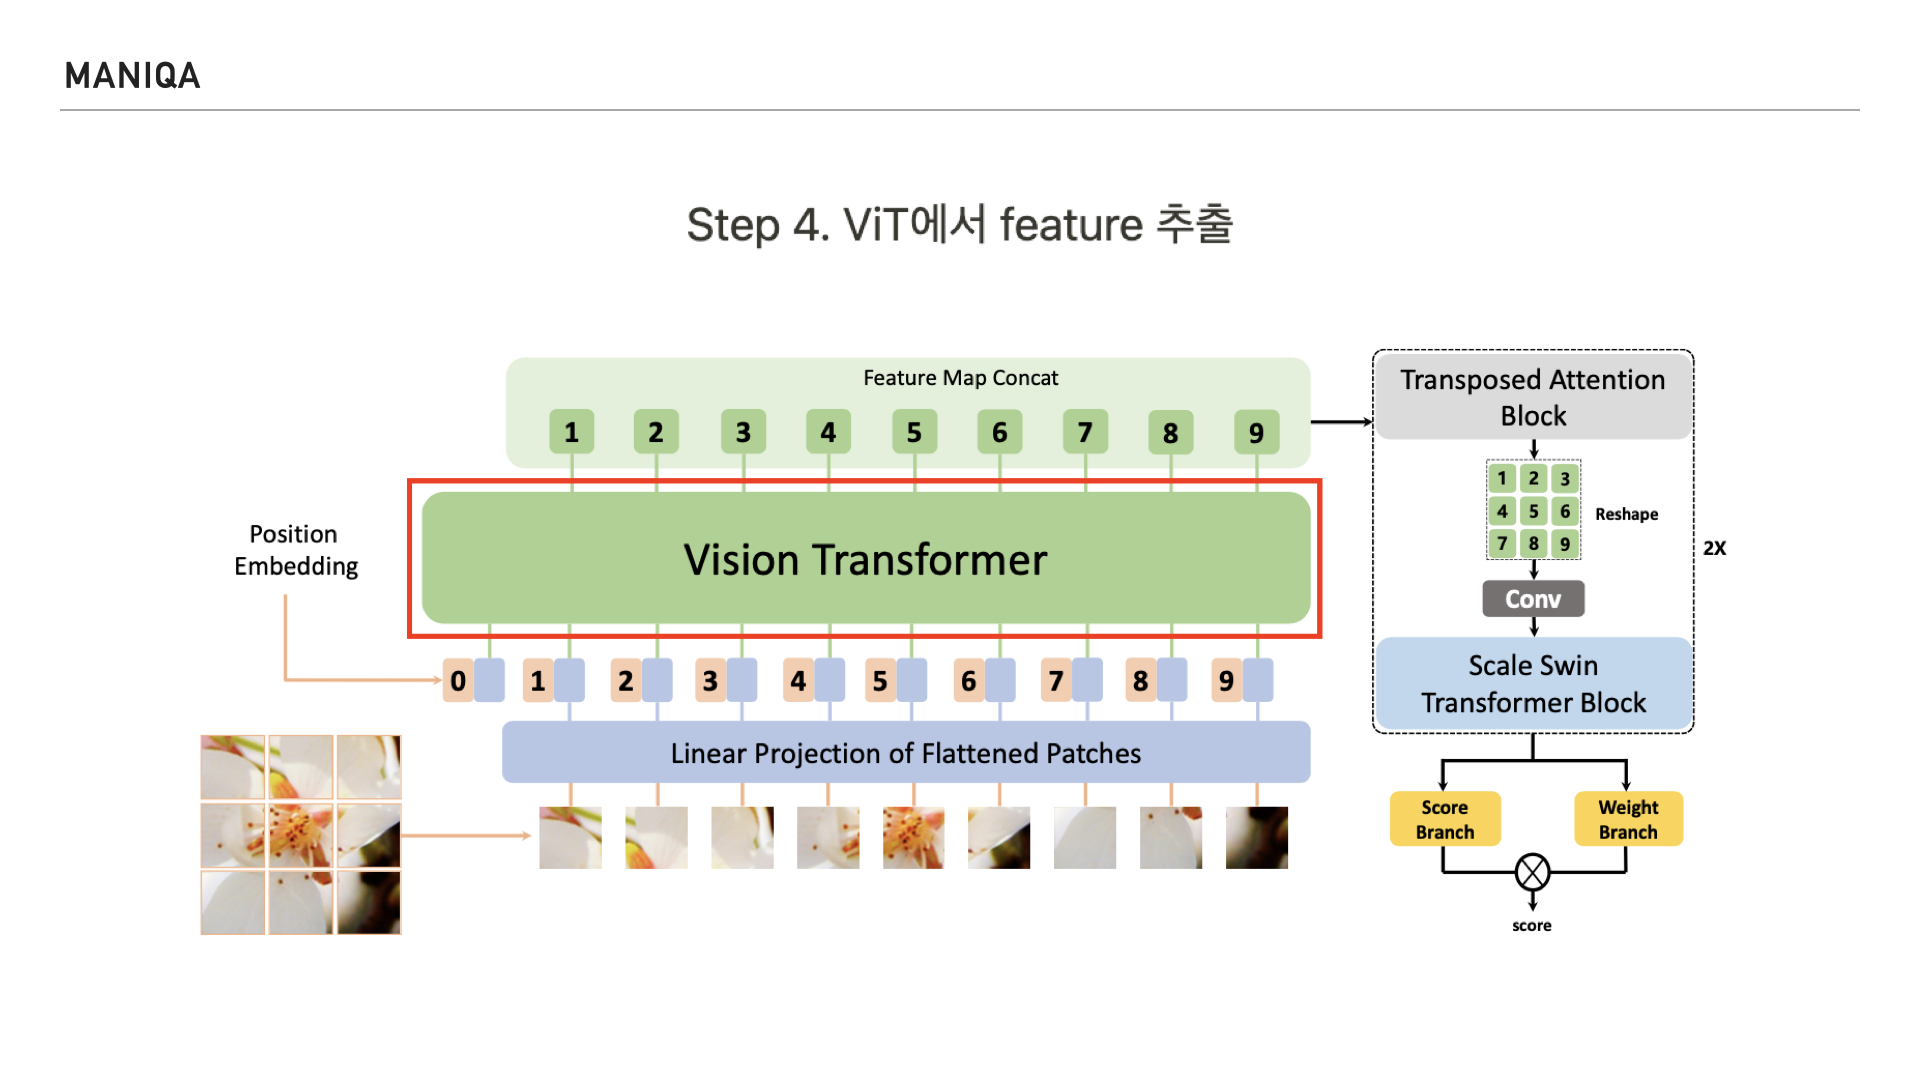 MANIQA
Step 4. ViT에서 feature 추출
Feature Map Concat
1 2 3 4 5 6 7 8 9
Vision Transformer
Position
Embedding
0 1 2 3 4 5 6 7 8 9
Linear Projection of Flattened Patches
Transposed Attention
Block
1 2 3
4 5 6
7 8 9
Reshape
Conv
2X
Scale Swin
Transformer Block
Score
Branch
Weight
Branch
score